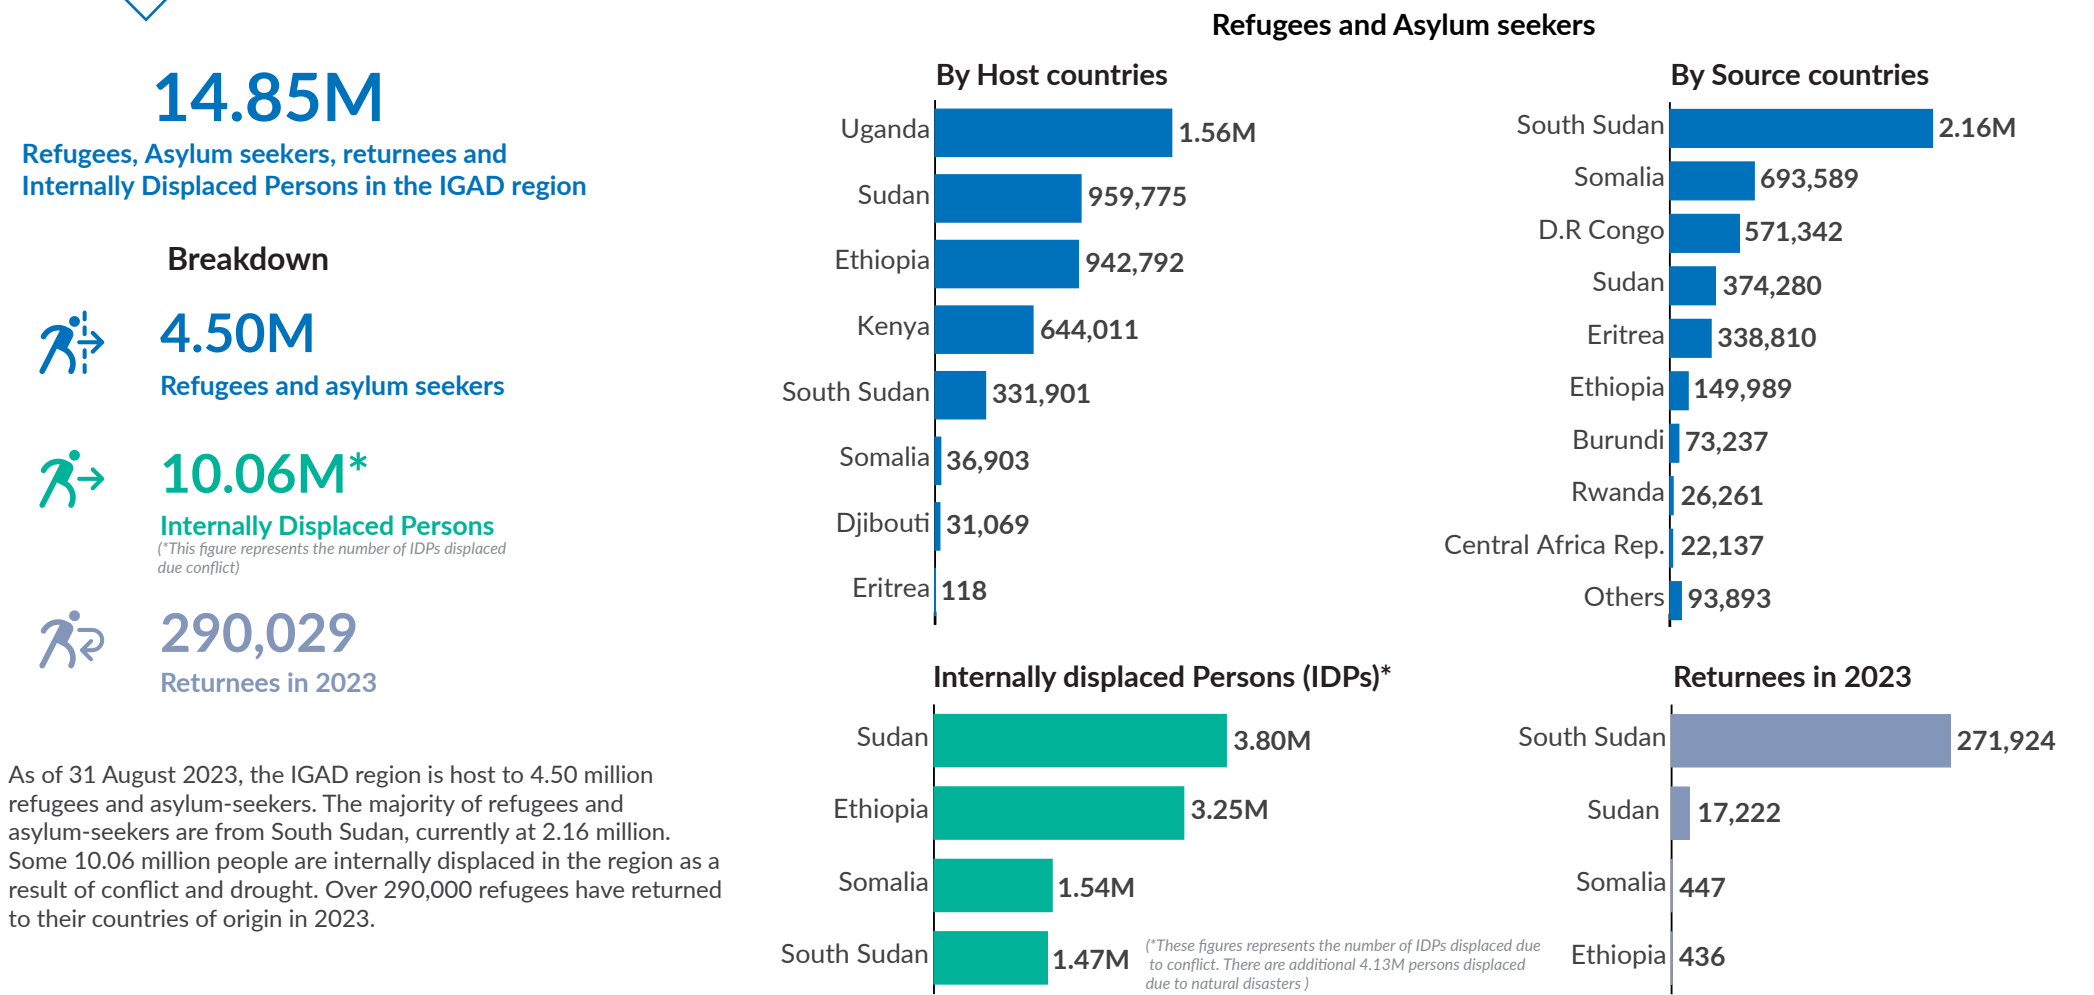 14.85M
Refugees, Asylum seekers, returnees and
Internally Displaced Persons in the IGAD region
Breakdown
4.50M
Refugees and asylum seekers
10.06M*
Internally Displaced Persons
(*This figure represents the number of IDPs displaced
due conflict)
290,029
Returnees in 2023
As of 31 August 2023, the IGAD region is host to 4.50 million
refugees and asylum-seekers. The majority of refugees and
asylum-seekers are from South Sudan, currently at 2.16 million.
Some 10.06 million people are internally displaced in the region as a
result of conflict and drought. Over 290,000 refugees have returned
to their countries of origin in 2023.
Refugees and Asylum seekers
By Host countries
Uganda 1.56M
Sudan 959,775
Ethiopia 942,792
Kenya 644,011
South Sudan 331,901
Somalia 36,903
Djibouti 31,069
Eritrea 118
By Source countries
South Sudan 2.16M
Somalia 693,589
D.R Congo 571,342
Sudan 374,280
Eritrea 338,810
Ethiopia 149,989
Burundi 73,237
Rwanda 26,261
Central Africa Rep. 22,137
Others 93,893
Internally displaced Persons (IDPs)*
Sudan 3.80M
Ethiopia 3.25M
Somalia 1.54M
South Sudan 1.47M
(*These figures represents the number of IDPs displaced due
to conflict. There are additional 4.13M persons displaced
due to natural disasters )
Returnees in 2023
South Sudan 271,924
Sudan 17,222
Somalia 447
Ethiopia 436